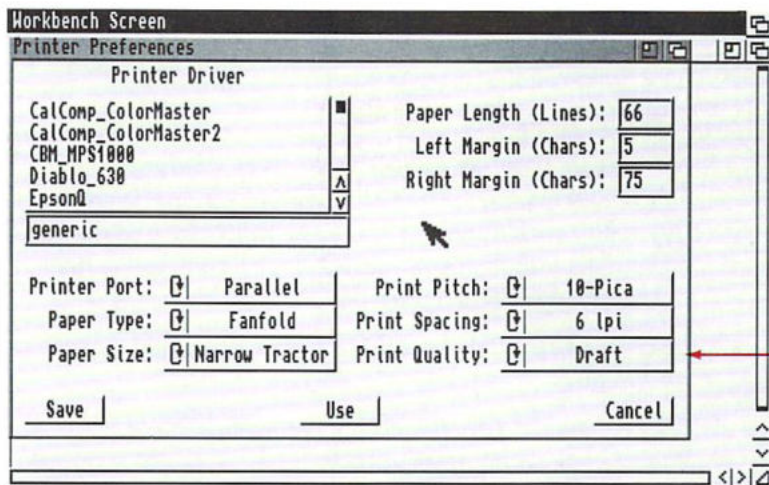 Workbench Screen
Printer Preferences
Printer Driver
CalComp_ColorMaster
CalComp_ColorMaster2
CBM_MPS1000
Diablo_630
EpsonQ
generic
Paper Length (Lines): 66
Left Margin (Chars): 5
Right Margin (Chars): 75
Printer Port: Parallel
Paper Type: Fanfold
Paper Size: Narrow Tractor
Print Pitch: 10-Pica
Print Spacing: 6 lpi
Print Quality: Draft
Save
Use
Cancel